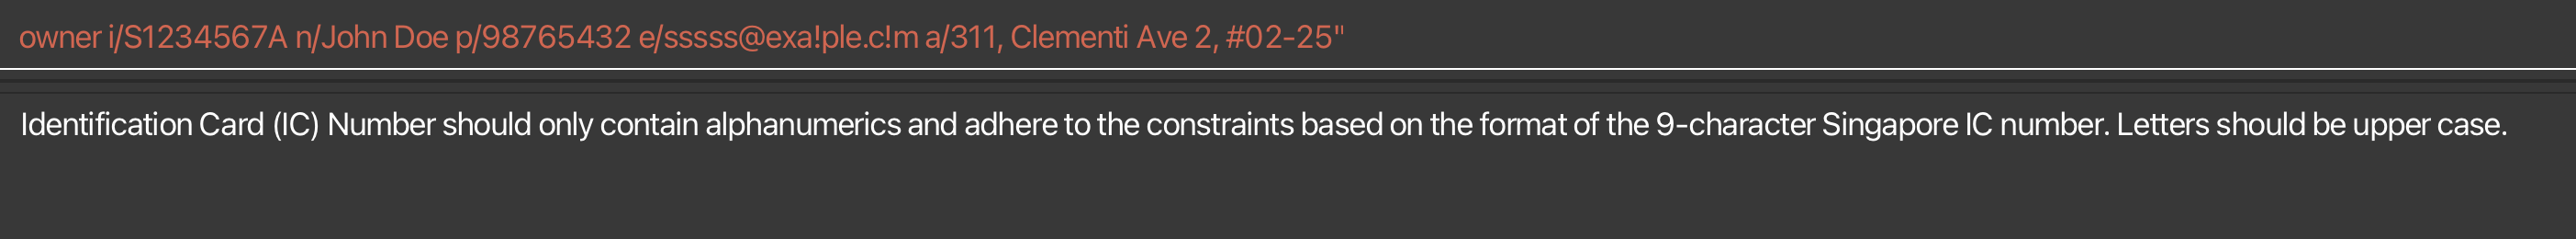 owner i/S1234567A n/John Doe p/98765432 e/sssss@exa!ple.c!m a/311, Clementi Ave 2, #02-25"
Identification Card (IC) Number should only contain alphanumerics and adhere to the constraints based on the format of the 9-character Singapore IC number. Letters should be upper case.